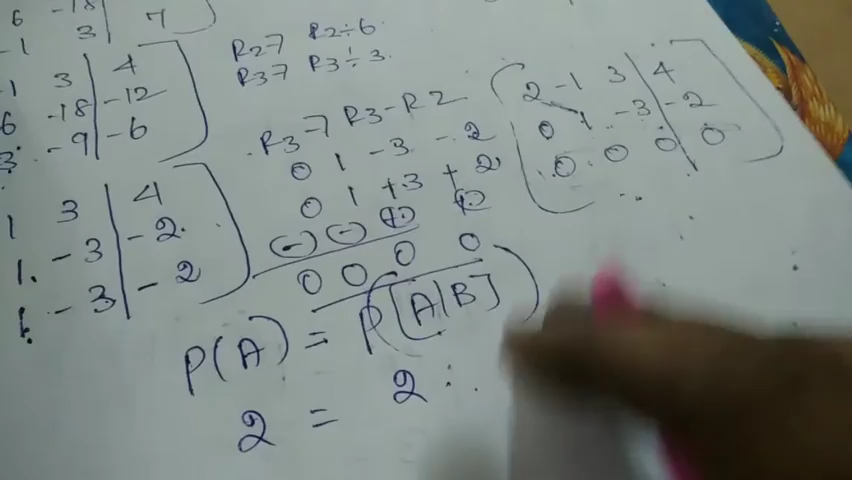 6 -18
-1 3 | 7
-1 3 | 4
6 -18 | -12
3 -9 | -6
1 3 | 4
1 -3 | -2
1 -3 | -2
R2→ R2÷6
R3→ R3÷3
R3→ R3-R2
0 1 -3 -2
0 1 +3 +2
(-) (-) (+) (+)
0 0 0 0
2 -1 3 | 4
0 1 -3 | -2
0 0 0 | 0
P(A) = P([A|B])
2 = 2